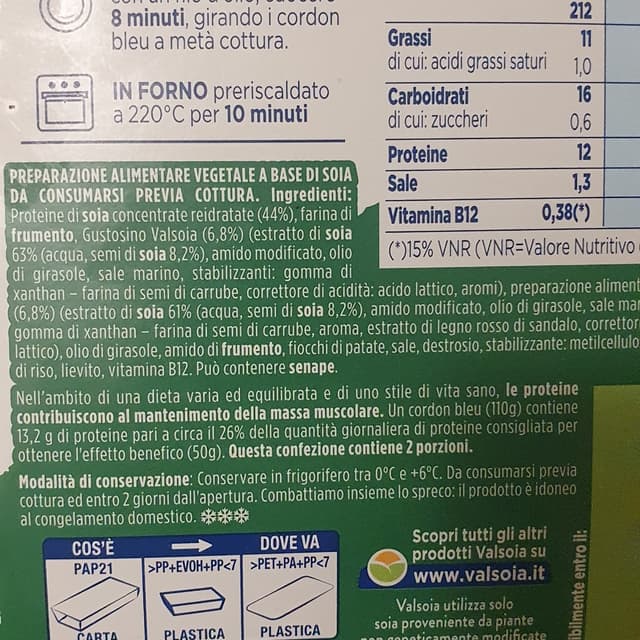 8 minuti, girando i cordon
bleu a metà cottura.
IN FORNO preriscaldato
a 220°C per 10 minuti
212
Grassi 11
di cui: acidi grassi saturi 1,0
Carboidrati 16
di cui: zuccheri 0,6
Proteine 12
Sale 1,3
Vitamina B12 0,38(*)
(*)15% VNR (VNR=Valore Nutritivo
PREPARAZIONE ALIMENTARE VEGETALE A BASE DI SOIA
DA CONSUMARSI PREVIA COTTURA. Ingredienti:
Proteine di soia concentrate reidratate (44%), farina di
frumento, Gustosino Valsoia (6,8%) (estratto di soia
63% (acqua, semi di soia 8,2%), amido modificato, olio
di girasole, sale marino, stabilizzanti: gomma di
xanthan – farina di semi di carrube, correttore di acidità: acido lattico, aromi), preparazione aliment
(6,8%) (estratto di soia 61% (acqua, semi di soia 8,2%), amido modificato, olio di girasole, sale mar
gomma di xanthan – farina di semi di carrube, aroma, estratto di legno rosso di sandalo, corretto
lattico), olio di girasole, amido di frumento, fiocchi di patate, sale, destrosio, stabilizzante: metilcellulo
di riso, lievito, vitamina B12. Può contenere senape.
Nell'ambito di una dieta varia ed equilibrata e di uno stile di vita sano, le proteine
contribuiscono al mantenimento della massa muscolare. Un cordon bleu (110g) contiene
13,2 g di proteine pari a circa il 26% della quantità giornaliera di proteine consigliata per
ottenere l'effetto benefico (50g). Questa confezione contiene 2 porzioni.
Modalità di conservazione: Conservare in frigorifero tra 0°C e +6°C. Da consumarsi previa
cottura ed entro 2 giorni dall'apertura. Combattiamo insieme lo spreco: il prodotto è idoneo
al congelamento domestico.
COS'È DOVE VA
PAP21 >PP+EVOH+PP<7 >PET+PA+PP<7
CARTA PLASTICA PLASTICA
Scopri tutti gli altri
prodotti Valsoia su
www.valsoia.it
Valsoia utilizza solo
soia proveniente da piante
non geneticamente modificate
ibilmente entro il: